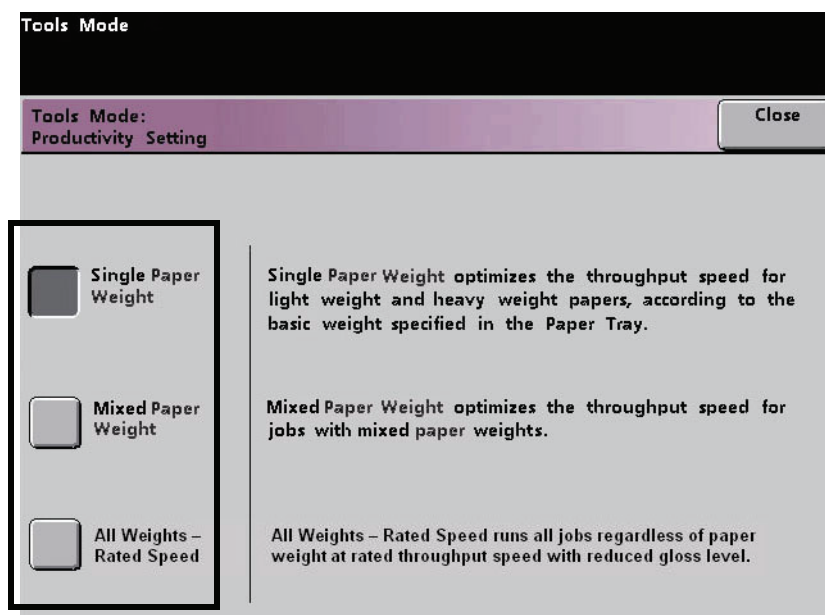 Tools Mode
Tools Mode:
Productivity Setting
Close
Single Paper
Weight
Single Paper Weight optimizes the throughput speed for
light weight and heavy weight papers, according to the
basic weight specified in the Paper Tray.
Mixed Paper
Weight
Mixed Paper Weight optimizes the throughput speed for
jobs with mixed paper weights.
All Weights –
Rated Speed
All Weights – Rated Speed runs all jobs regardless of paper
weight at rated throughput speed with reduced gloss level.